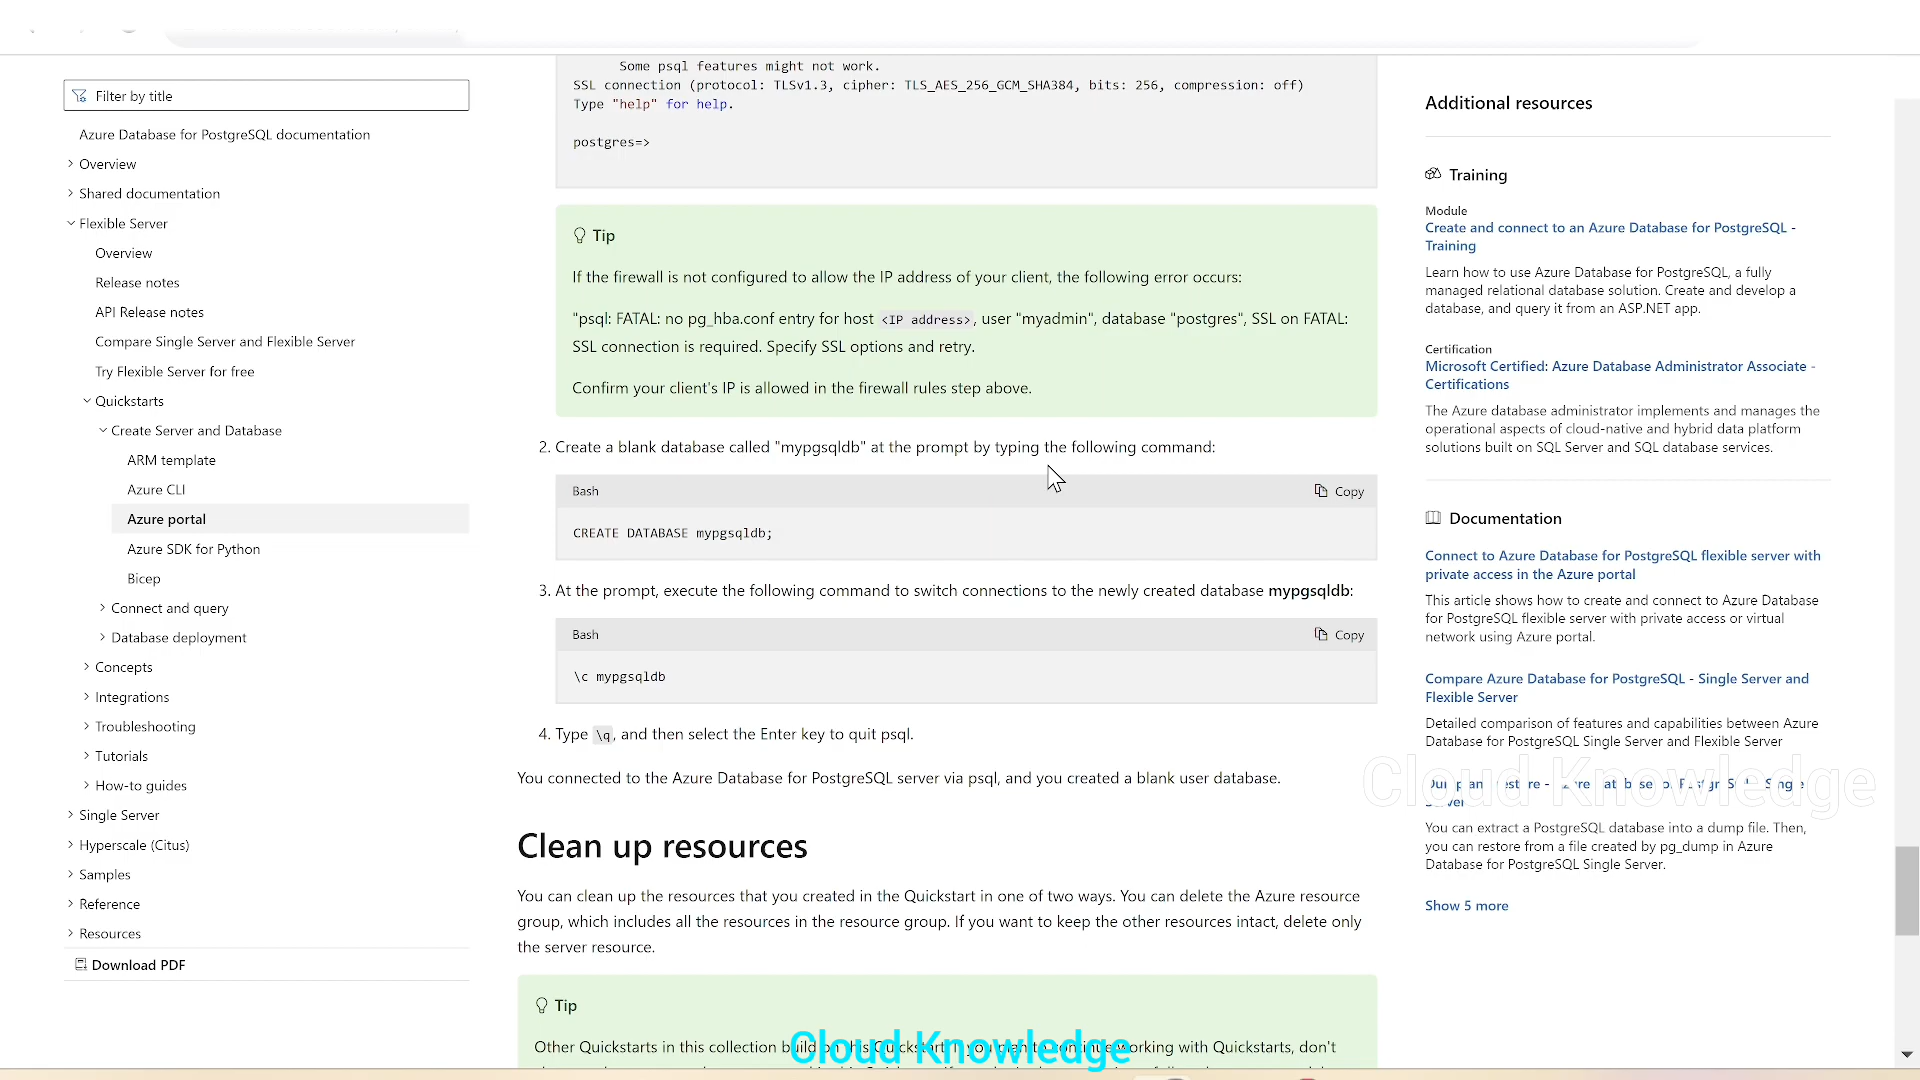 Filter by title
Azure Database for PostgreSQL documentation
Overview
Shared documentation
Flexible Server
Overview
Release notes
API Release notes
Compare Single Server and Flexible Server
Try Flexible Server for free
Quickstarts
Create Server and Database
ARM template
Azure CLI
Azure portal
Azure SDK for Python
Bicep
Connect and query
Database deployment
Concepts
Integrations
Troubleshooting
Tutorials
How-to guides
Single Server
Hyperscale (Citus)
Samples
Reference
Resources
Download PDF
Some psql features might not work.
SSL connection (protocol: TLSv1.3, cipher: TLS_AES_256_GCM_SHA384, bits: 256, compression: off)
Type "help" for help.
postgres=>
Tip
If the firewall is not configured to allow the IP address of your client, the following error occurs:
"psql: FATAL: no pg_hba.conf entry for host <IP address>, user "myadmin", database "postgres", SSL on FATAL:
SSL connection is required. Specify SSL options and retry.
Confirm your client's IP is allowed in the firewall rules step above.
2. Create a blank database called "mypgsqldb" at the prompt by typing the following command:
Bash
Copy
CREATE DATABASE mypgsqldb;
3. At the prompt, execute the following command to switch connections to the newly created database mypgsqldb:
Bash
Copy
\c mypgsqldb
4. Type \q, and then select the Enter key to quit psql.
You connected to the Azure Database for PostgreSQL server via psql, and you created a blank user database.
Clean up resources
You can clean up the resources that you created in the Quickstart in one of two ways. You can delete the Azure resource
group, which includes all the resources in the resource group. If you want to keep the other resources intact, delete only
the server resource.
Tip
Other Quickstarts in this collection build on this Quickstart. If you plan to continue working with Quickstarts, don't
Cloud Knowledge
Additional resources
Training
Module
Create and connect to an Azure Database for PostgreSQL -
Training
Learn how to use Azure Database for PostgreSQL, a fully
managed relational database solution. Create and develop a
database, and query it from an ASP.NET app.
Certification
Microsoft Certified: Azure Database Administrator Associate -
Certifications
The Azure database administrator implements and manages the
operational aspects of cloud-native and hybrid data platform
solutions built on SQL Server and SQL database services.
Documentation
Connect to Azure Database for PostgreSQL flexible server with
private access in the Azure portal
This article shows how to create and connect to Azure Database
for PostgreSQL flexible server with private access or virtual
network using Azure portal.
Compare Azure Database for PostgreSQL - Single Server and
Flexible Server
Detailed comparison of features and capabilities between Azure
Database for PostgreSQL Single Server and Flexible Server
Cloud Knowledge
Dump and restore - Azure Database for PostgreSQL - Single
Server
You can extract a PostgreSQL database into a dump file. Then,
you can restore from a file created by pg_dump in Azure
Database for PostgreSQL Single Server.
Show 5 more